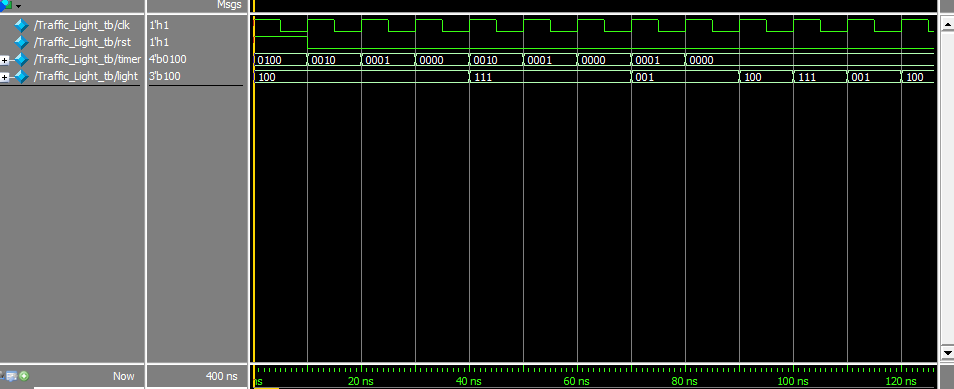 Msgs
/Traffic_Light_tb/clk 1'h1
/Traffic_Light_tb/rst 1'h1
/Traffic_Light_tb/timer 4'b0100 0100 0010 0001 0000 0010 0001 0000 0001 0000
/Traffic_Light_tb/light 3'b100 100 111 001 100 111 001 100
Now 400 ns ns 20 ns 40 ns 60 ns 80 ns 100 ns 120 ns